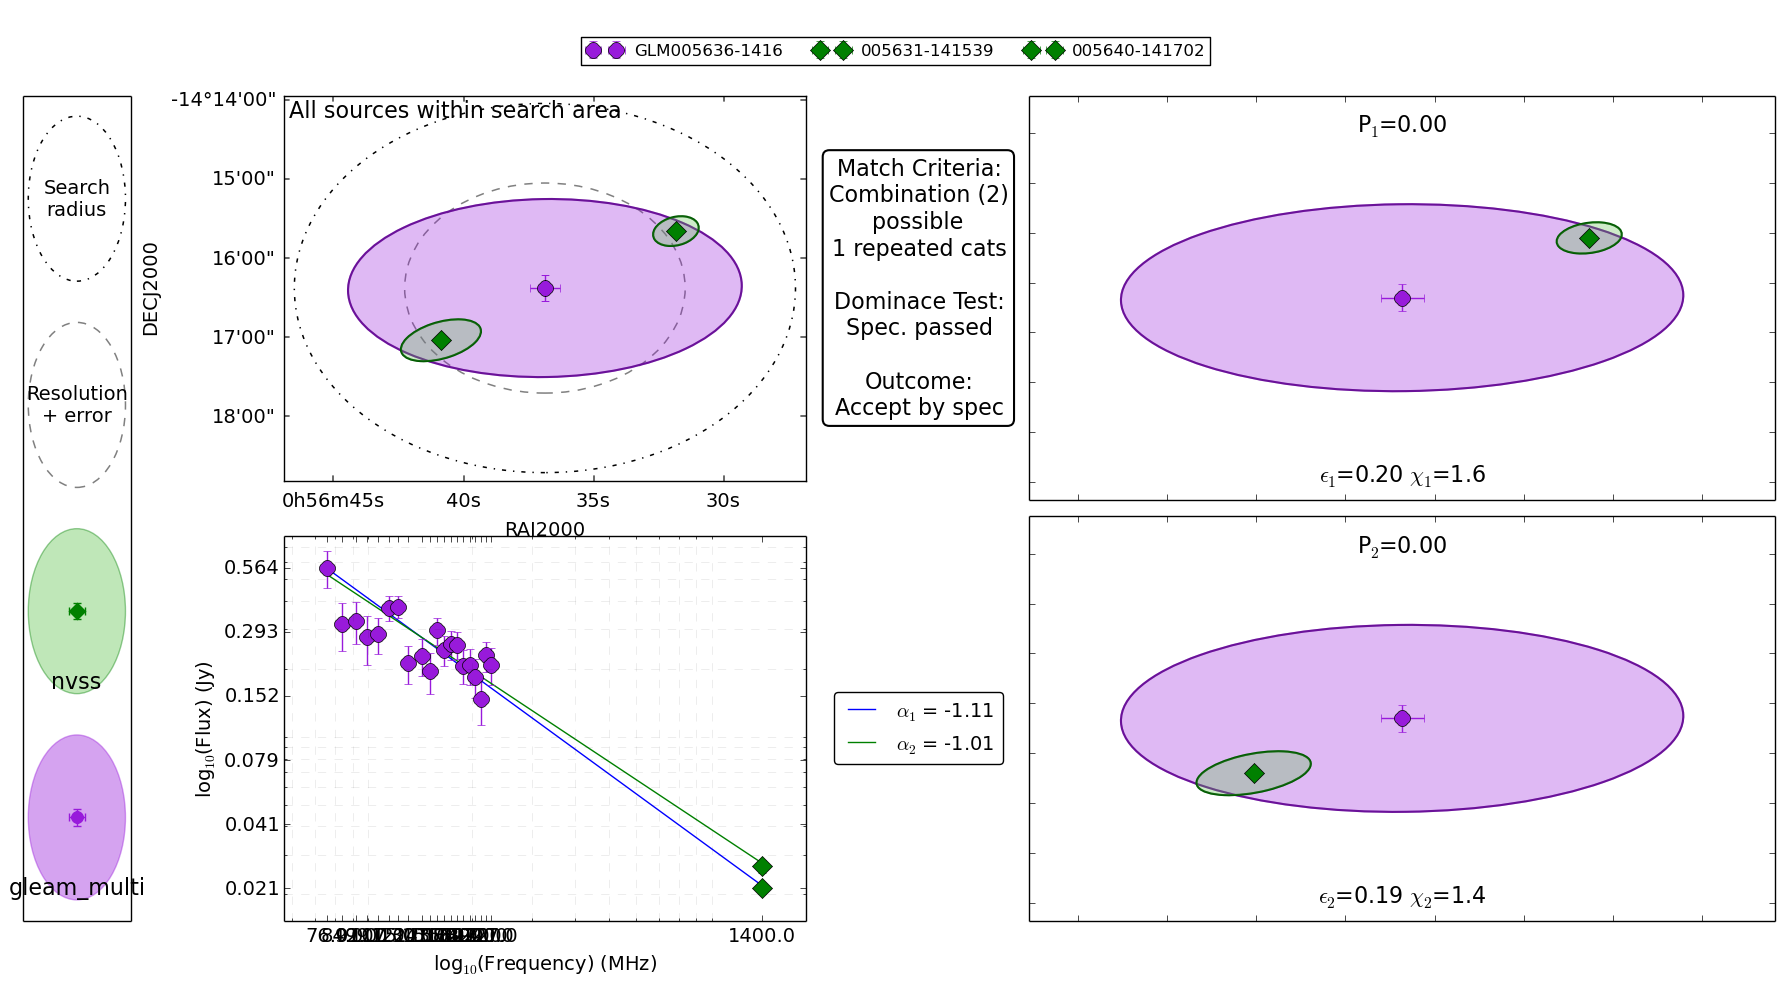 GLM005636-1416 005631-141539 005640-141702
Search
radius
Resolution
+ error
nvss
gleam_multi
All sources within search area
-14°14'00"
15'00"
16'00"
17'00"
18'00"
DECJ2000
0h56m45s 40s 35s 30s
RAJ2000
Match Criteria:
Combination (2)
possible
1 repeated cats
Dominace Test:
Spec. passed
Outcome:
Accept by spec
P1=0.00
ϵ1=0.20 χ1=1.6
0.564
0.293
0.152
0.079
0.041
0.021
log10(Flux) (Jy)
1400.0
log10(Frequency) (MHz)
α1 = -1.11
α2 = -1.01
P2=0.00
ϵ2=0.19 χ2=1.4